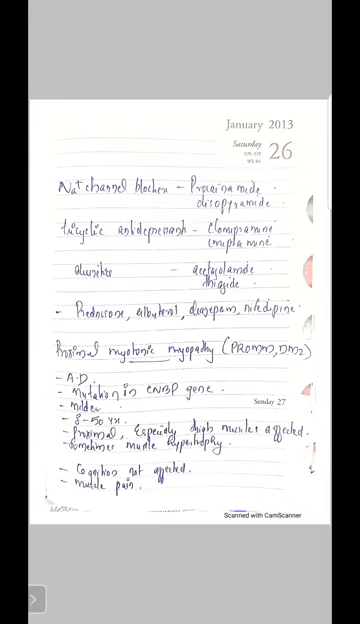 January 2013
Saturday
26
Na+ channel blocker - Procainamide
disopyramide.
tricyclic antidepressant - Clomipramine
imipramine
diuretics - acetazolamide
thiazide.
- Prednisone, albuterol, diazepam, nifedipine.
Proximal myotonic myopathy (PROMM, DM2)
- A.D.
- Mutation in CNBP gene.
- Milder
Sunday 27
- 8-50 yr.
- Proximal, Especially thigh muscles affected.
- Sometimes muscle hypertrophy.
- Cognition not affected.
- Muscle pain.
Scanned with CamScanner